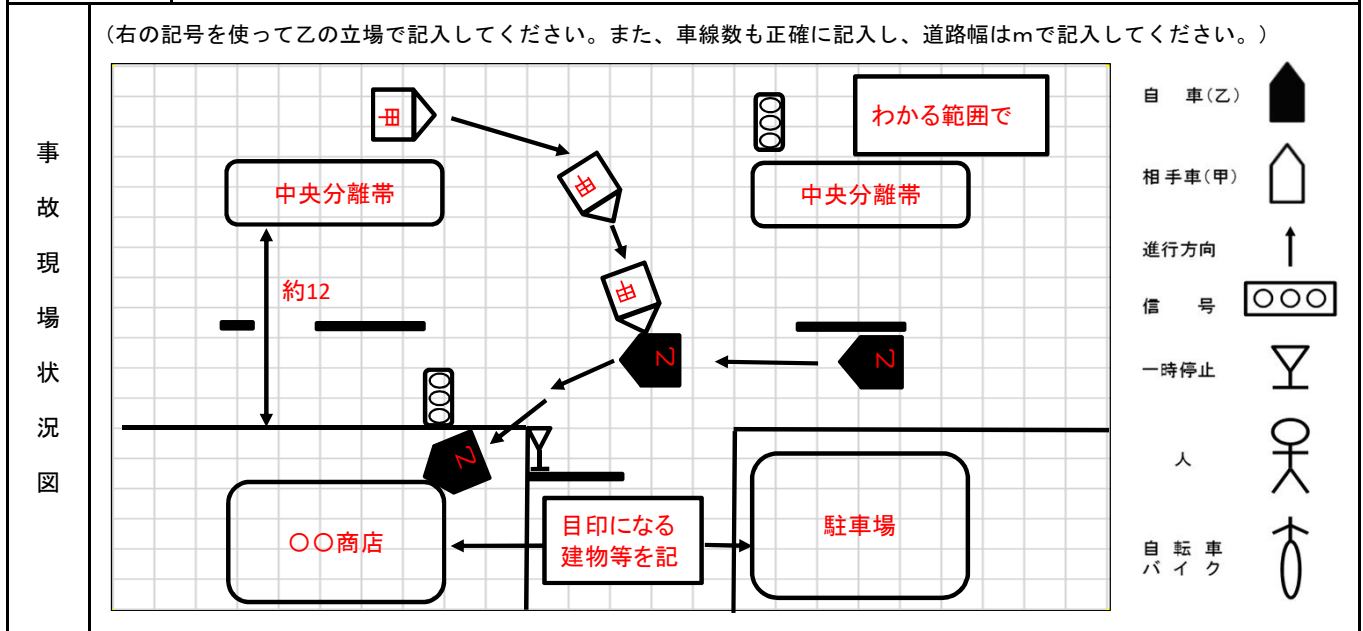 (右の記号を使って乙の立場で記入してください。また、車線数も正確に記入し、道路幅はmで記入してください。)
事故現場状況図
甲
わかる範囲で
中央分離帯
甲
中央分離帯
約12
甲
乙
乙
乙
〇〇商店
目印になる
建物等を記
駐車場
自 車(乙)
相手車(甲)
進行方向
信 号
一時停止
人
自 転 車
バ イ ク